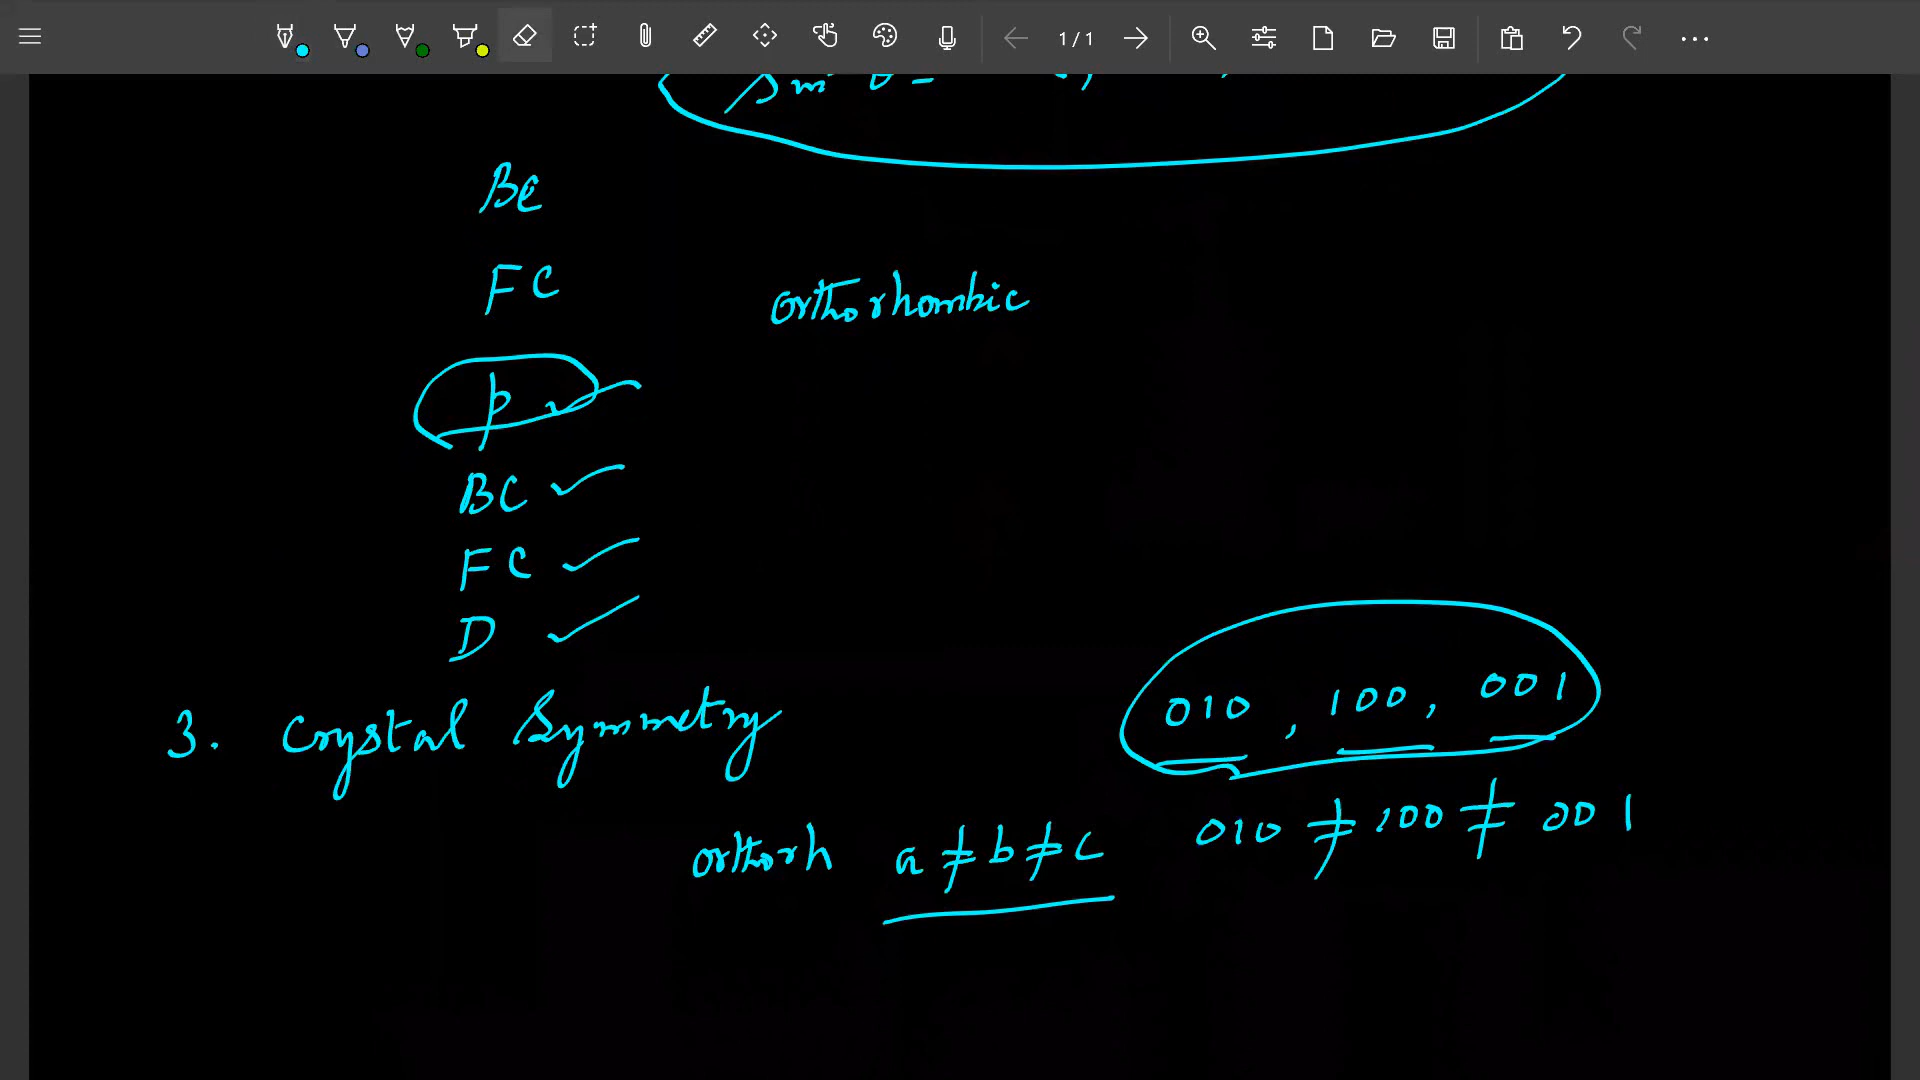 1 / 1
θ =
BC
FC
Orthorhombic
p
BC
FC
D
010, 100, 001
3. Crystal Symmetry
010 ≠ 100 ≠ 001
orthorh a ≠ b ≠ c